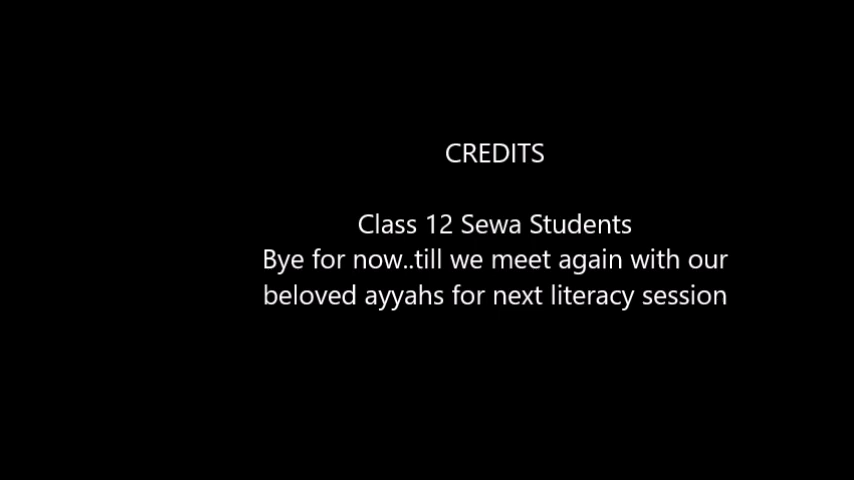 CREDITS
Class 12 Sewa Students
Bye for now..till we meet again with our
beloved ayyahs for next literacy session